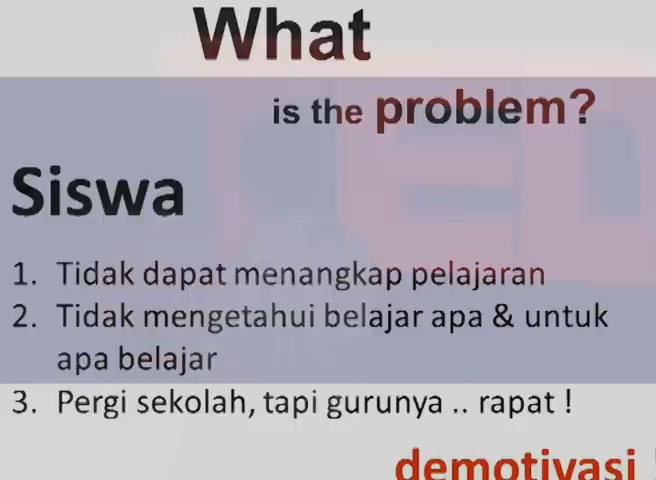 What
is the problem?
Siswa
1. Tidak dapat menangkap pelajaran
2. Tidak mengetahui belajar apa & untuk
apa belajar
3. Pergi sekolah, tapi gurunya .. rapat !
demotivasi !